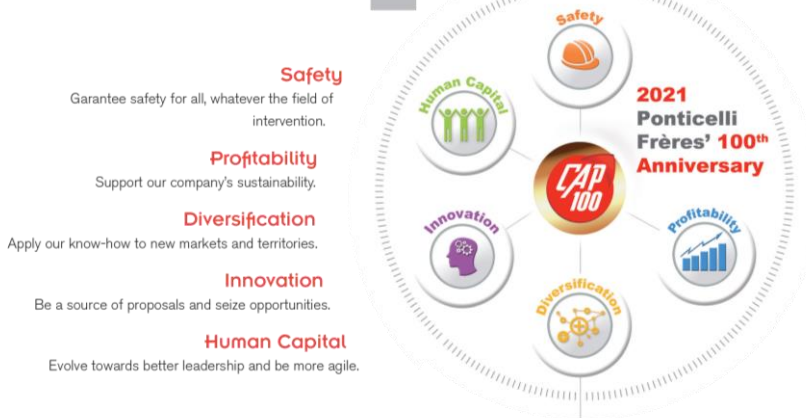 Safety
Garantee safety for all, whatever the field of
intervention.
Profitability
Support our company's sustainability.
Diversification
Apply our know-how to new markets and territories.
Innovation
Be a source of proposals and seize opportunities.
Human Capital
Evolve towards better leadership and be more agile.
Safety
Human Capital
2021
Ponticelli
Frères' 100th
Anniversary
CAP
100
Innovation
Profitability
Diversification